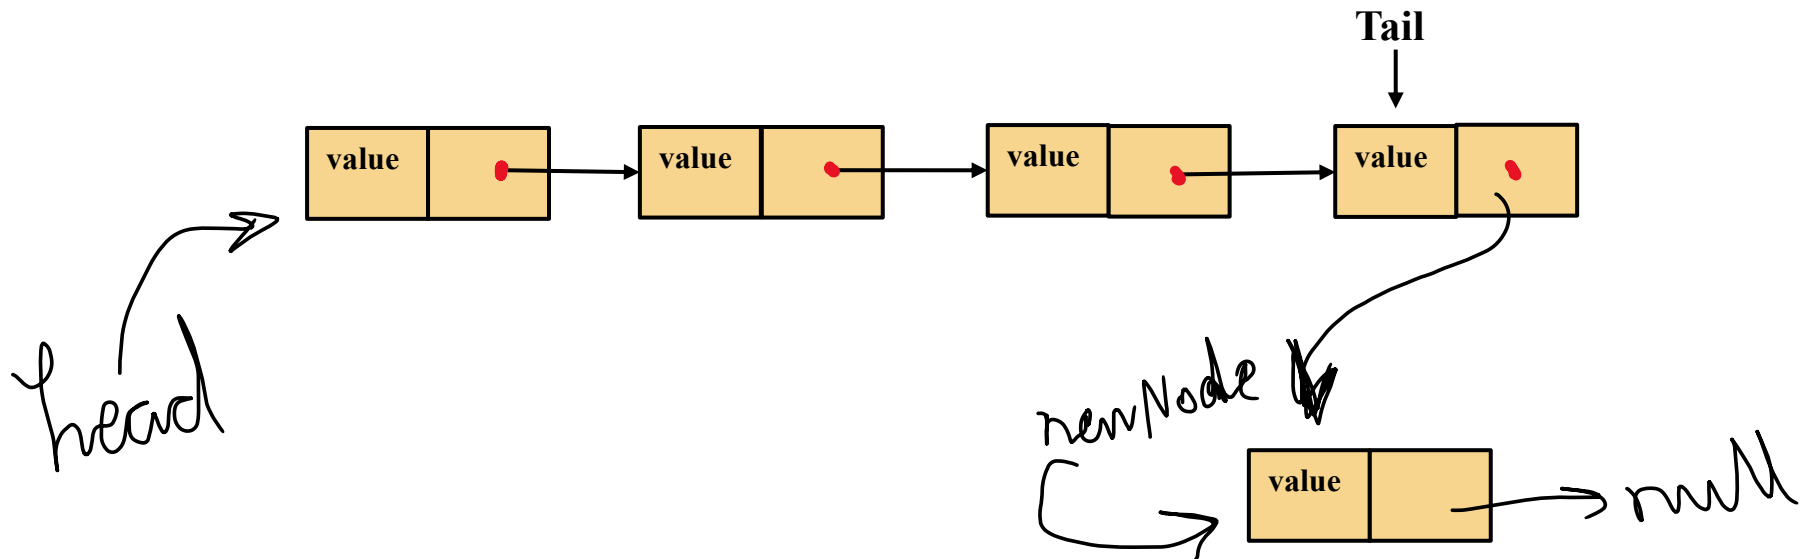 Tail
value
value
value
value
head
newNode
value
null